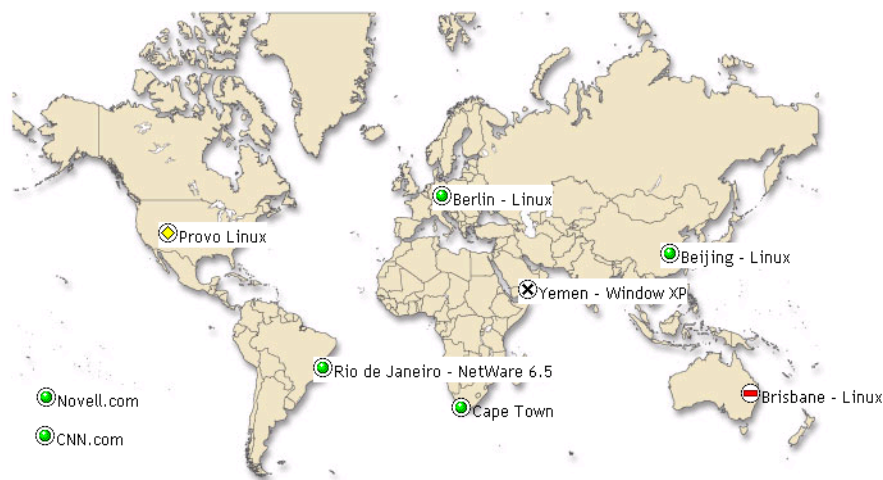 Berlin - Linux
Provo Linux
Beijing - Linux
Yemen - Window XP
Rio de Janeiro - NetWare 6.5
Novell.com
Cape Town
Brisbane - Linux
CNN.com